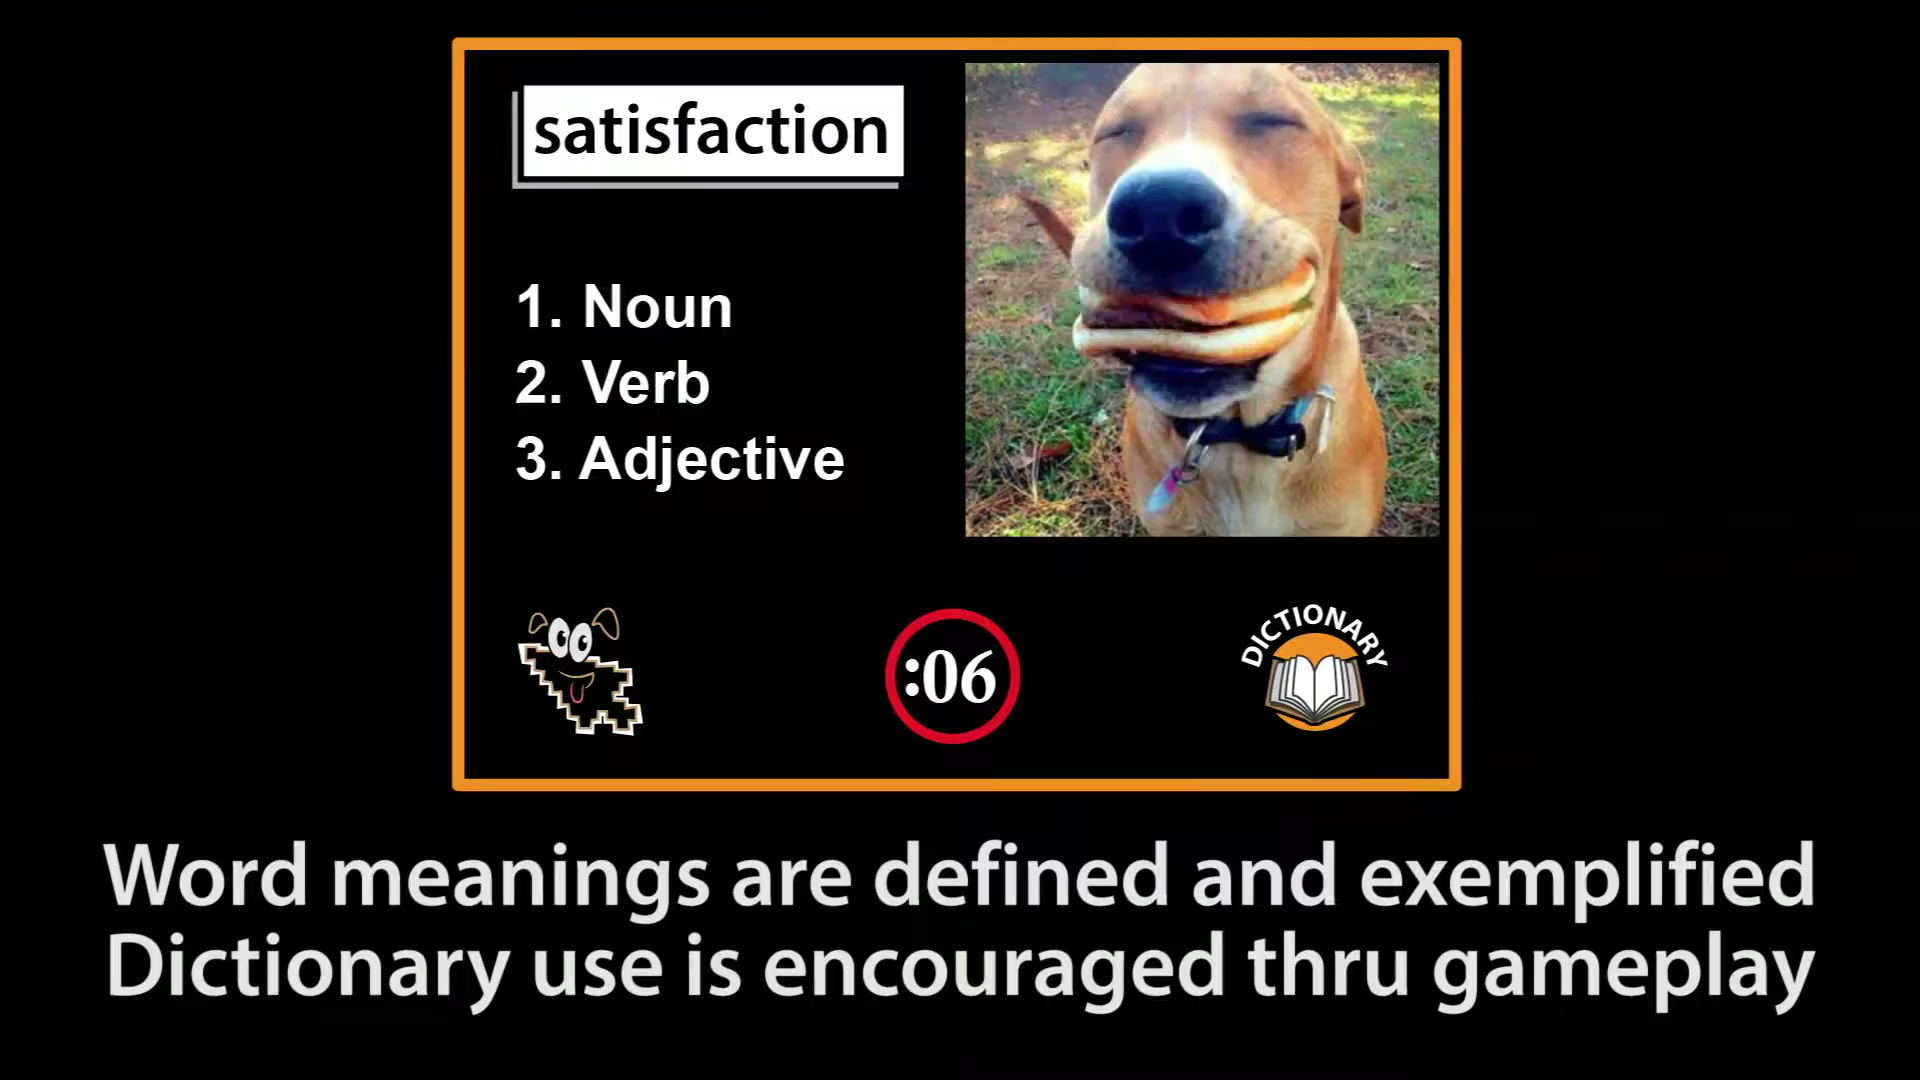 satisfaction
1. Noun
2. Verb
3. Adjective
:06
DICTIONARY
Word meanings are defined and exemplified
Dictionary use is encouraged thru gameplay